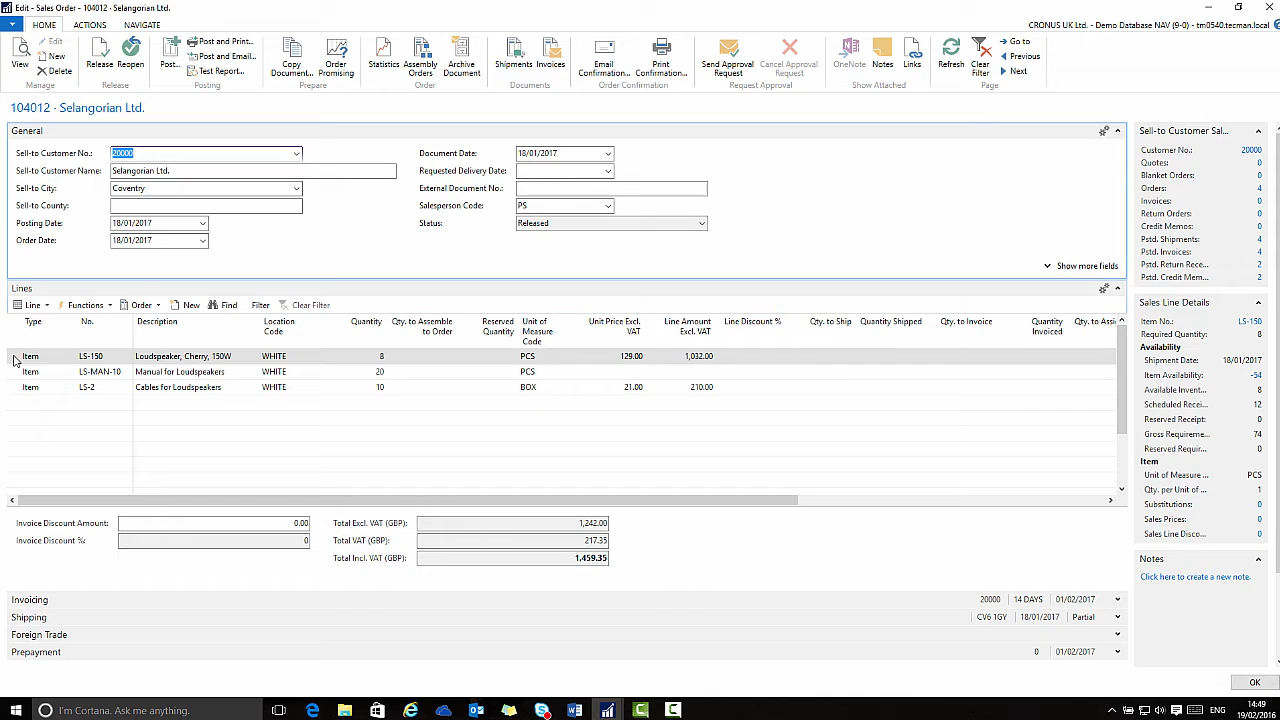 Edit - Sales Order - 104012 · Selangorian Ltd.
HOME ACTIONS NAVIGATE
CRONUS UK Ltd. - Demo Database NAV (9-0) - tm0540.tecman.local
View Edit New Delete Manage
Release Reopen Release
Post... Post and Print... Post and Email... Test Report... Posting
Copy Document... Order Promising Prepare
Statistics Assembly Orders Archive Document Order
Shipments Invoices Documents
Email Confirmation... Print Confirmation... Order Confirmation
Send Approval Request Cancel Approval Request Request Approval
OneNote Notes Links Show Attached
Refresh Clear Filter Go to Previous Next Page
104012 · Selangorian Ltd.
General
Sell-to Customer No.: 20000
Sell-to Customer Name: Selangorian Ltd.
Sell-to City: Coventry
Sell-to County:
Posting Date: 18/01/2017
Order Date: 18/01/2017
Document Date: 18/01/2017
Requested Delivery Date:
External Document No.:
Salesperson Code: PS
Status: Released
Show more fields
Lines
Line Functions Order New Find Filter Clear Filter
Type No. Description Location Code Quantity Qty. to Assemble to Order Reserved Quantity Unit of Measure Code Unit Price Excl. VAT Line Amount Excl. VAT Line Discount % Qty. to Ship Quantity Shipped Qty. to Invoice Quantity Invoiced Qty. to Assi
Item LS-150 Loudspeaker, Cherry, 150W WHITE 8 PCS 129.00 1,032.00
Item LS-MAN-10 Manual for Loudspeakers WHITE 20 PCS
Item LS-2 Cables for Loudspeakers WHITE 10 BOX 21.00 210.00
Invoice Discount Amount: 0.00
Invoice Discount %: 0
Total Excl. VAT (GBP): 1,242.00
Total VAT (GBP): 217.35
Total Incl. VAT (GBP): 1,459.35
Invoicing 20000 14 DAYS 01/02/2017
Shipping CV6 1GY 18/01/2017 Partial
Foreign Trade
Prepayment 0 01/02/2017
Sell-to Customer Sal...
Customer No.: 20000
Quotes: 0
Blanket Orders: 0
Orders: 4
Invoices: 0
Return Orders: 0
Credit Memos: 0
Pstd. Shipments: 4
Pstd. Invoices: 4
Pstd. Return Rece... 2
Pstd. Credit Mem... 2
Sales Line Details
Item No.: LS-150
Required Quantity: 8
Availability
Shipment Date: 18/01/2017
Item Availability: -54
Available Invent... 8
Scheduled Recei... 12
Reserved Receipt: 0
Gross Requireme... 74
Reserved Requir... 0
Item
Unit of Measure ... PCS
Qty. per Unit of ... 1
Substitutions: 0
Sales Prices: 0
Sales Line Disco... 0
Notes
Click here to create a new note.
OK
I'm Cortana. Ask me anything.
ENG
14:49
19/02/2016